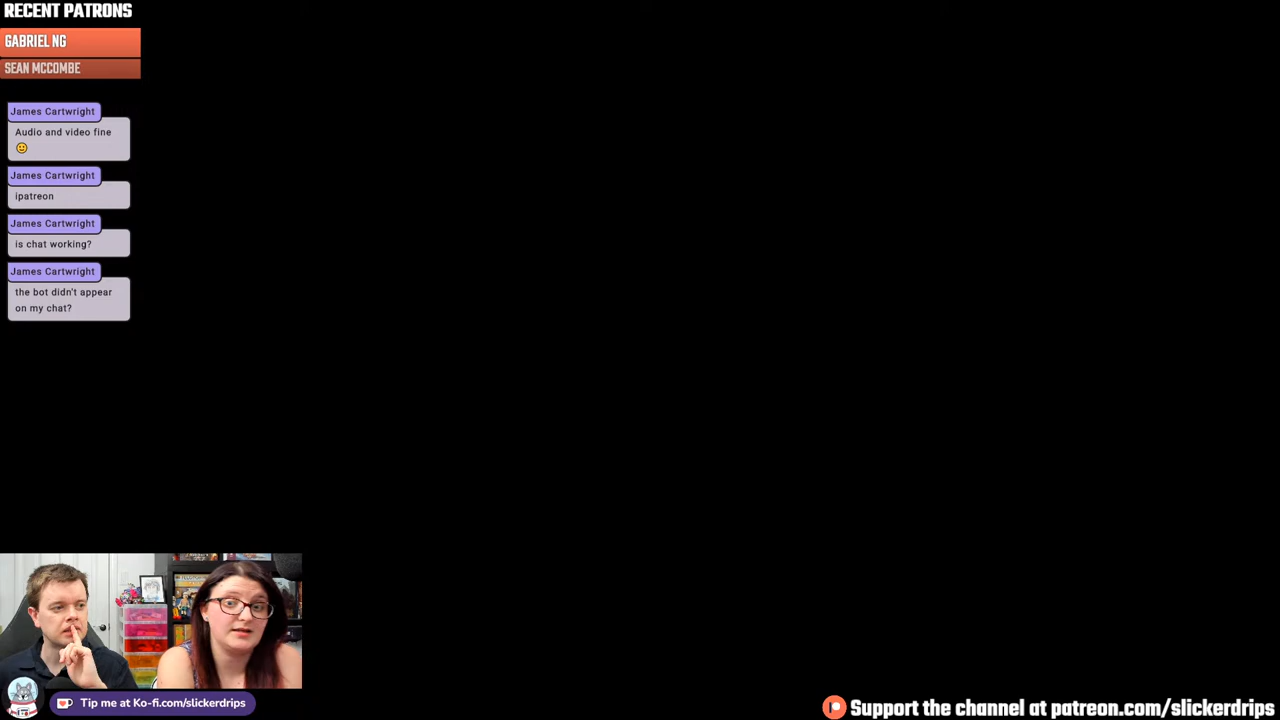 RECENT PATRONS
GABRIEL NG
SEAN MCCOMBE
James Cartwright
Audio and video fine
James Cartwright
ipatreon
James Cartwright
is chat working?
James Cartwright
the bot didn't appear
on my chat?
Tip me at Ko-fi.com/slickerdrips
Support the channel at patreon.com/slickerdrips